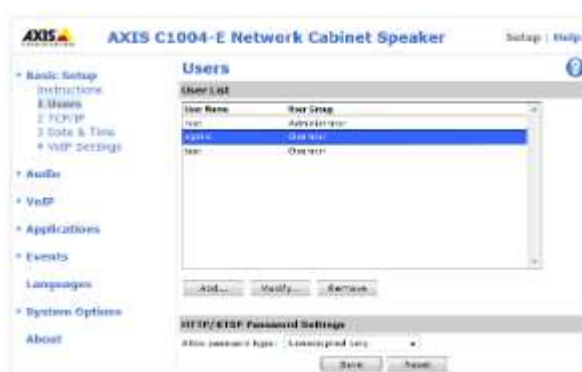 AXIS
AXIS C1004-E Network Cabinet Speaker
Setup | Help
Basic Setup
Instructions
1 Users
2 TCP/IP
3 Date & Time
4 VoIP Settings
Audio
VoIP
Applications
Events
Languages
System Options
About
Users
User List
User Name User Group
root Administrator
Operator
Operator
Add... Modify... Remove
HTTP/RTSP Password Settings
Allow password type:
Save Reset